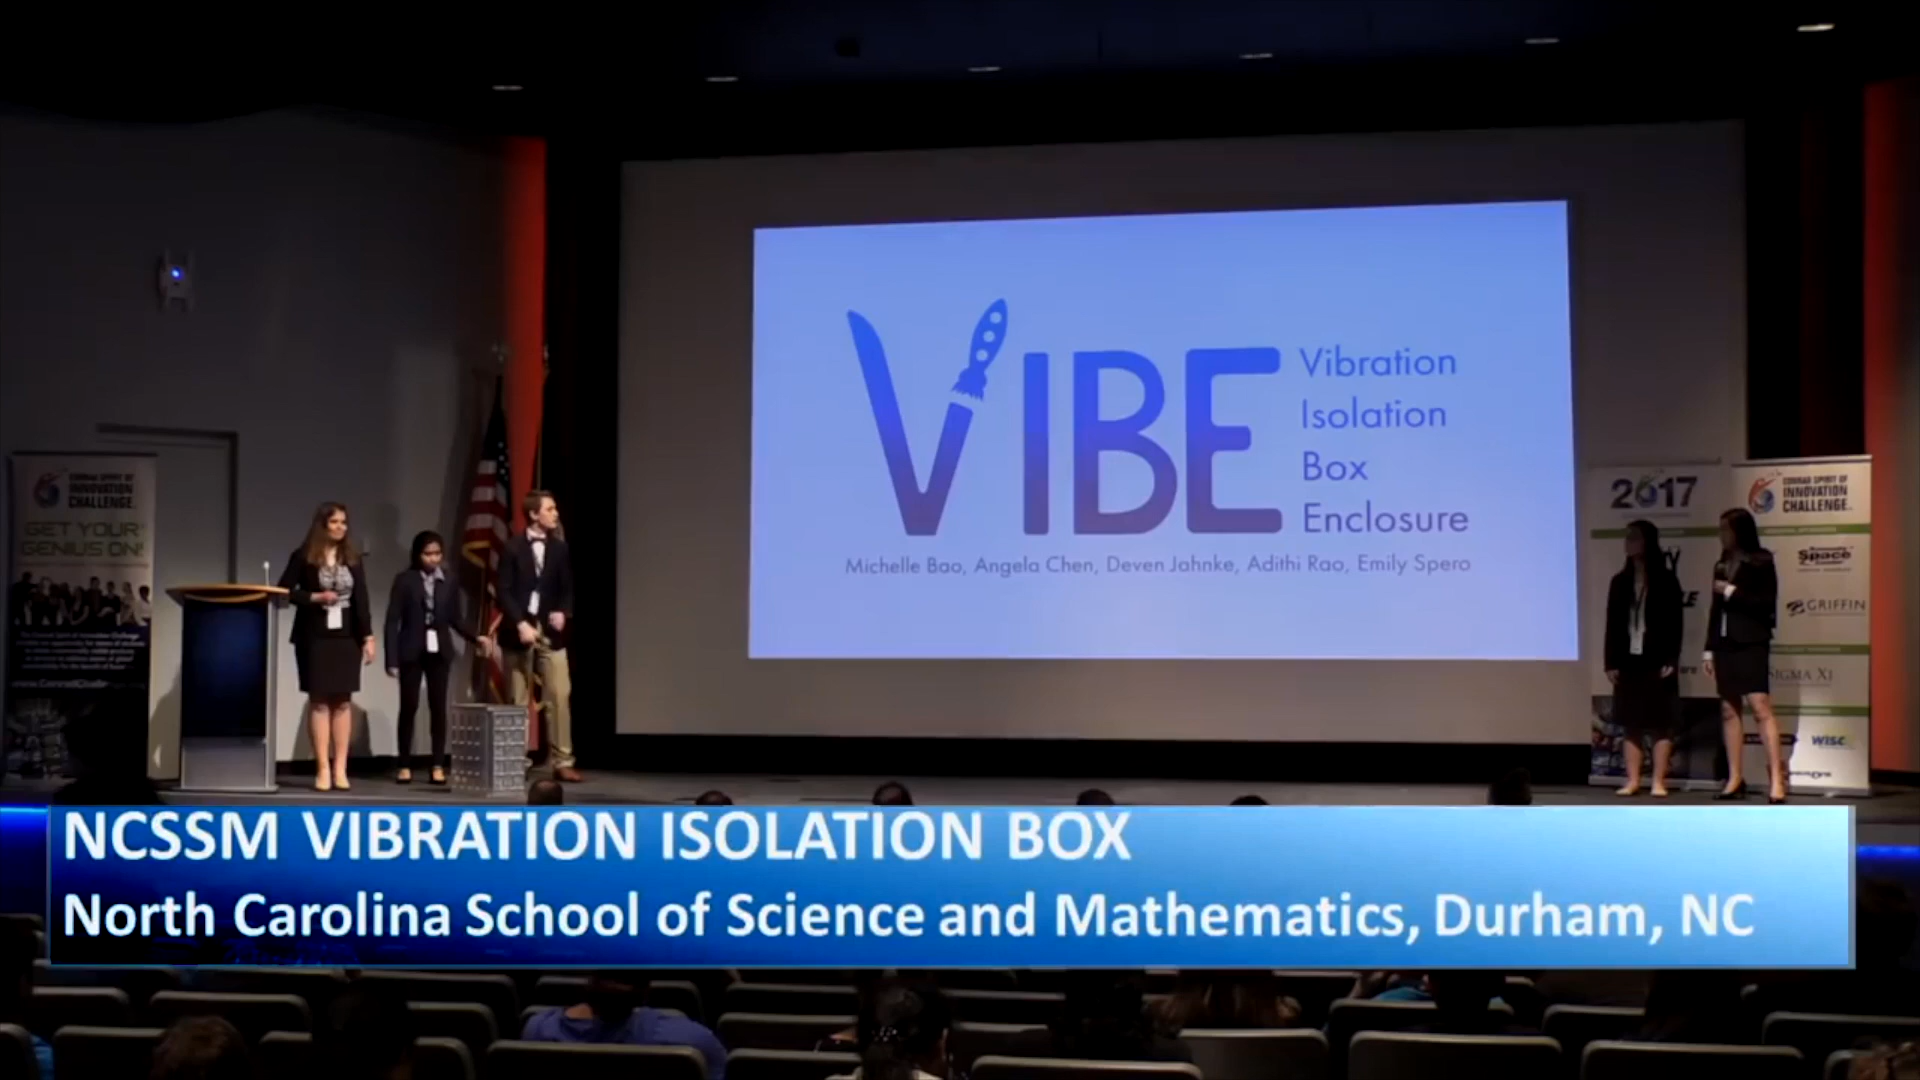 VIBE
Vibration
Isolation
Box
Enclosure
Michelle Bao, Angela Chen, Deven Jahnke, Adithi Rao, Emily Spero
CONRAD SPIRIT OF
INNOVATION
CHALLENGE
GET YOUR
GENIUS ON!
2017
CONRAD SPIRIT OF
INNOVATION
CHALLENGE
Space
GRIFFIN
SIGMA XI
WISC
NCSSM VIBRATION ISOLATION BOX
North Carolina School of Science and Mathematics, Durham, NC